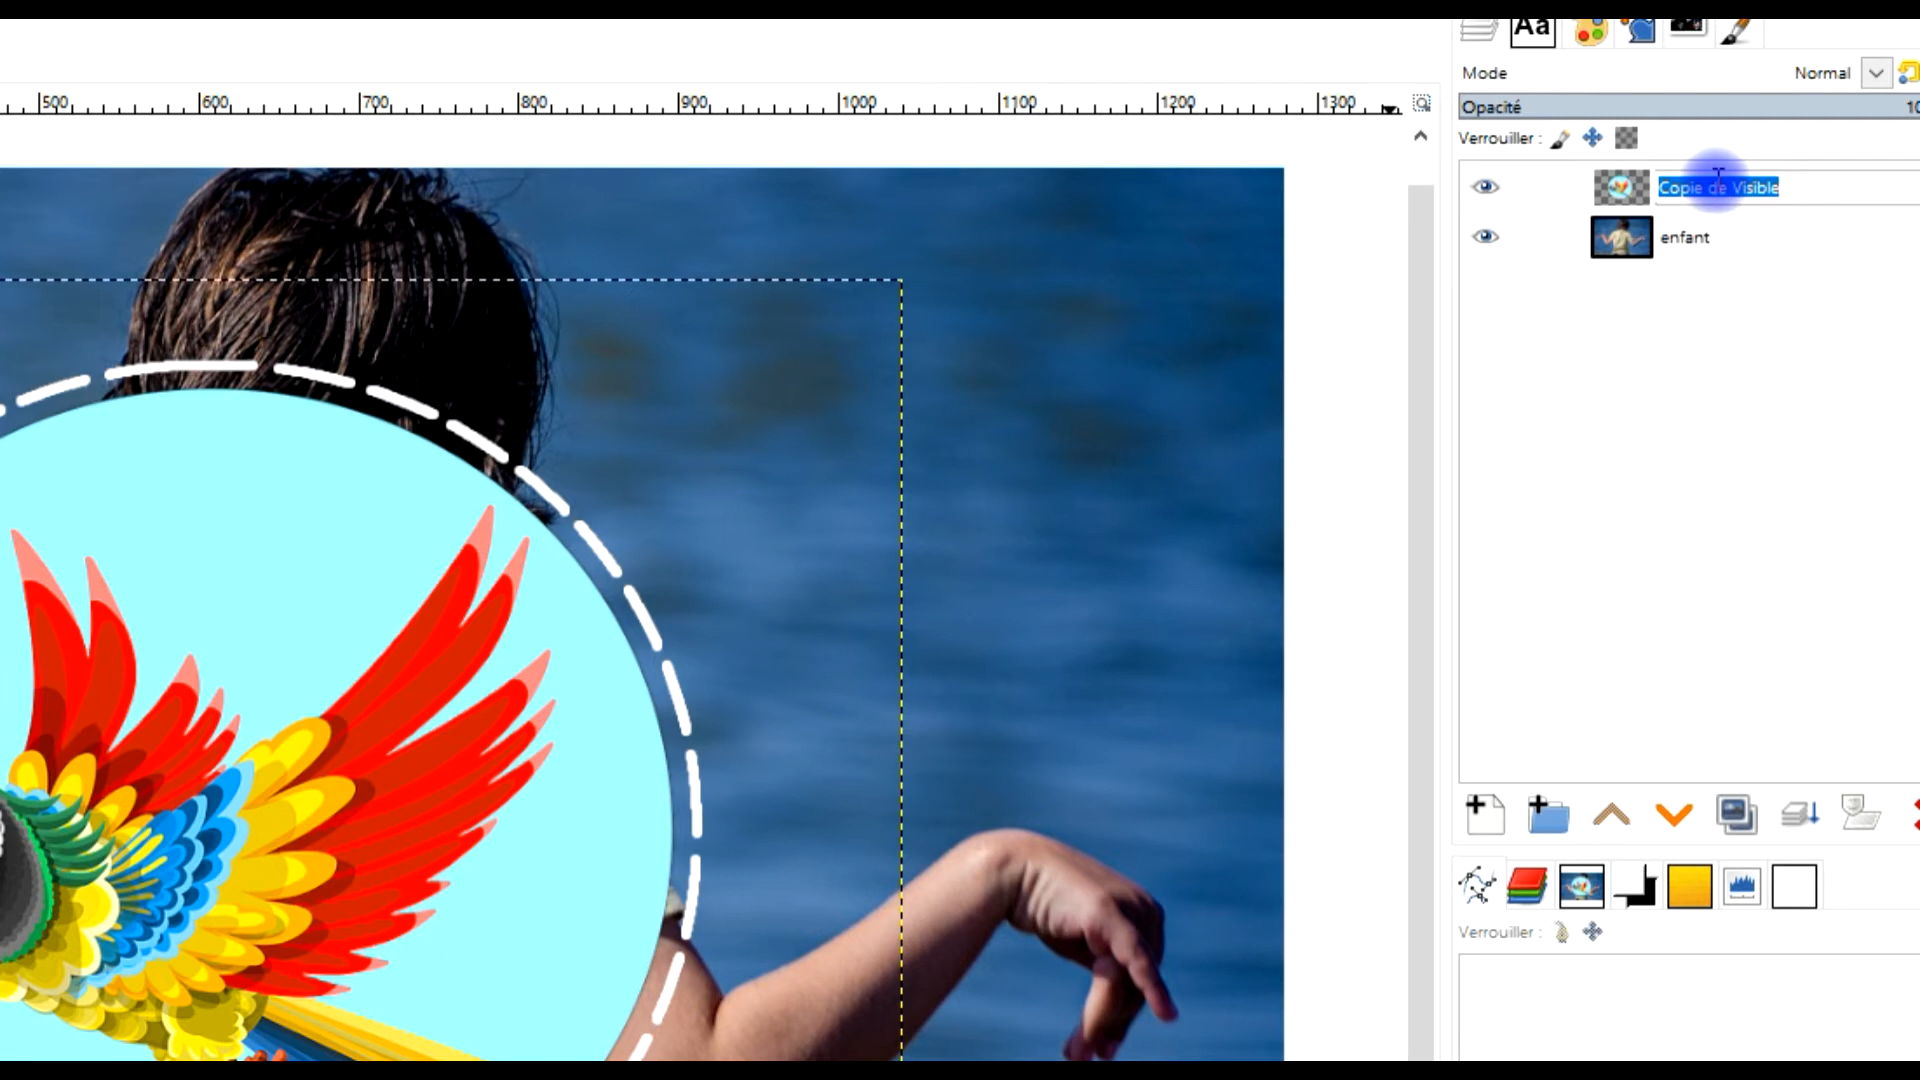 Aa
Mode Normal
500 600 700 800 900 1000 1100 1200 1300
Opacité 10
Verrouiller :
Copie de Visible
enfant
Verrouiller :